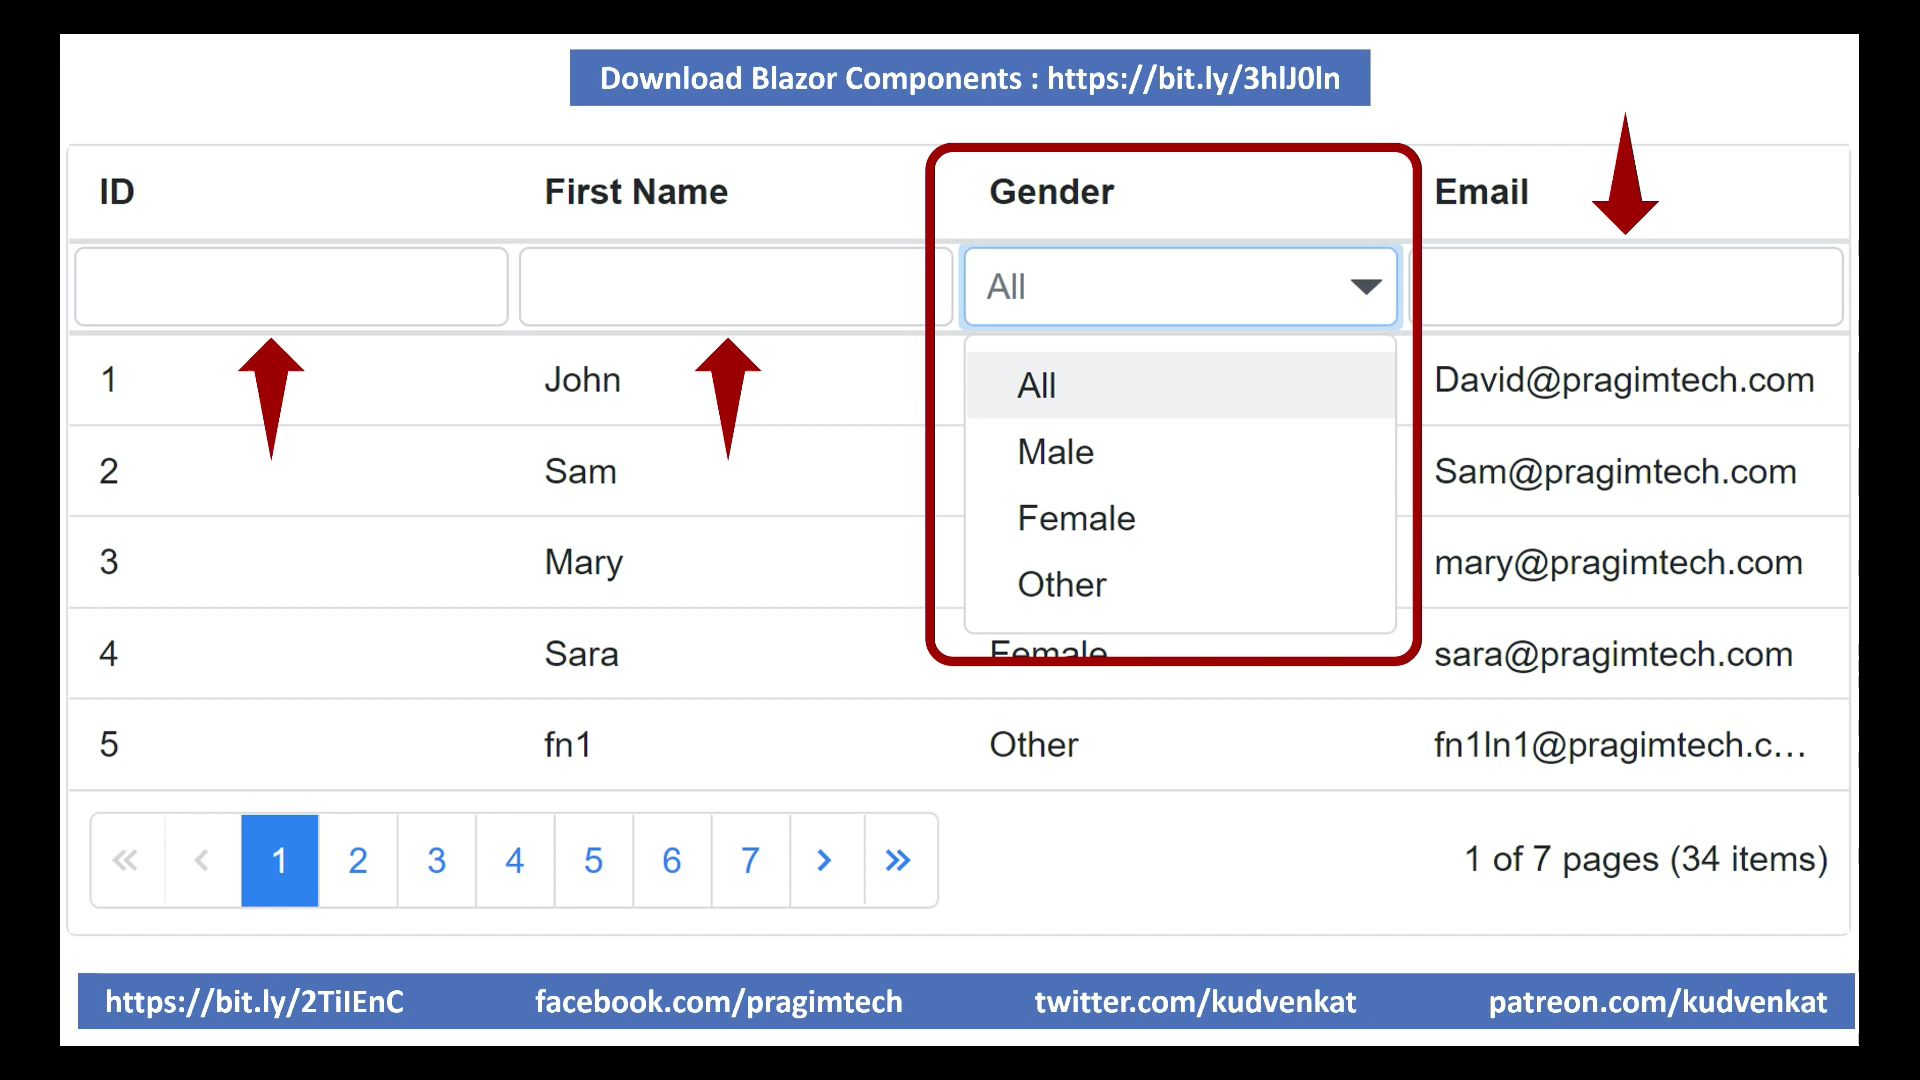 Download Blazor Components : https://bit.ly/3hlJ0ln
ID First Name Gender Email
All
1 John All David@pragimtech.com
Male
2 Sam Sam@pragimtech.com
Female
3 Mary mary@pragimtech.com
Other
4 Sara Female sara@pragimtech.com
5 fn1 Other fn1ln1@pragimtech.c...
« ‹ 1 2 3 4 5 6 7 › » 1 of 7 pages (34 items)
https://bit.ly/2TiIEnC facebook.com/pragimtech twitter.com/kudvenkat patreon.com/kudvenkat